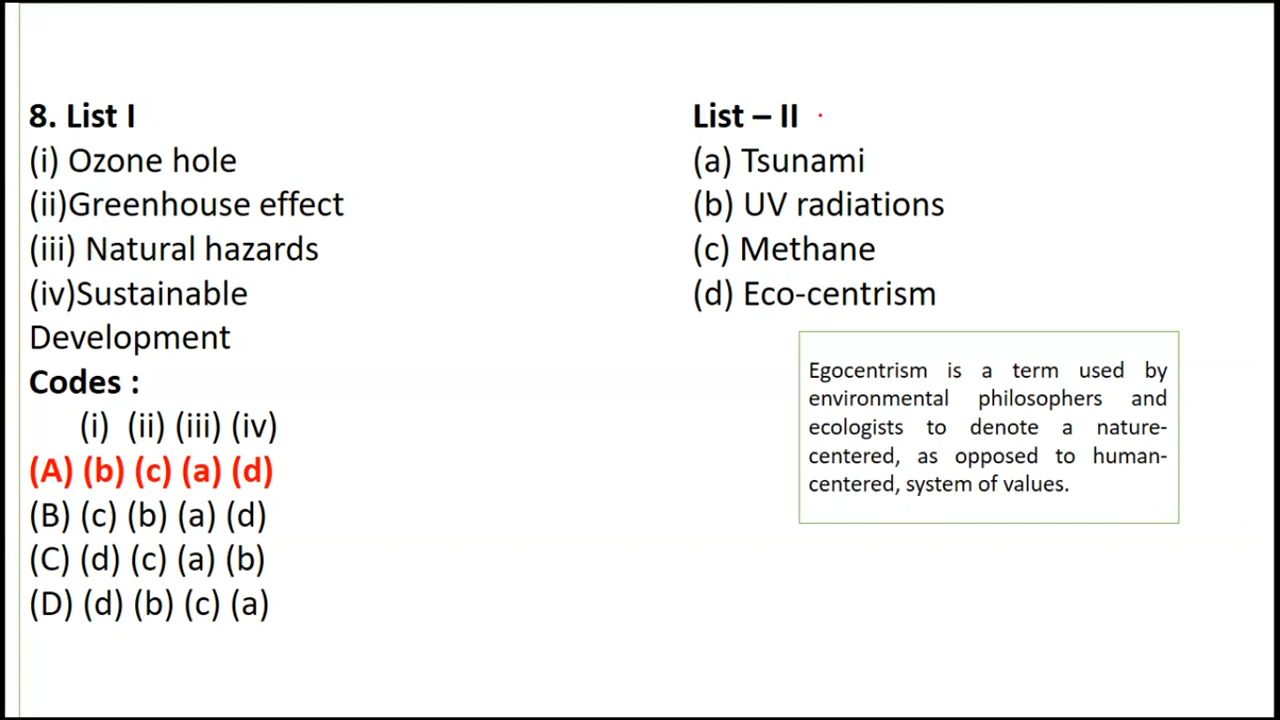 8. List I
(i) Ozone hole
(ii)Greenhouse effect
(iii) Natural hazards
(iv)Sustainable
Development
Codes :
(i) (ii) (iii) (iv)
(A) (b) (c) (a) (d)
(B) (c) (b) (a) (d)
(C) (d) (c) (a) (b)
(D) (d) (b) (c) (a)
List – II
(a) Tsunami
(b) UV radiations
(c) Methane
(d) Eco-centrism
Egocentrism is a term used by
environmental philosophers and
ecologists to denote a nature-
centered, as opposed to human-
centered, system of values.